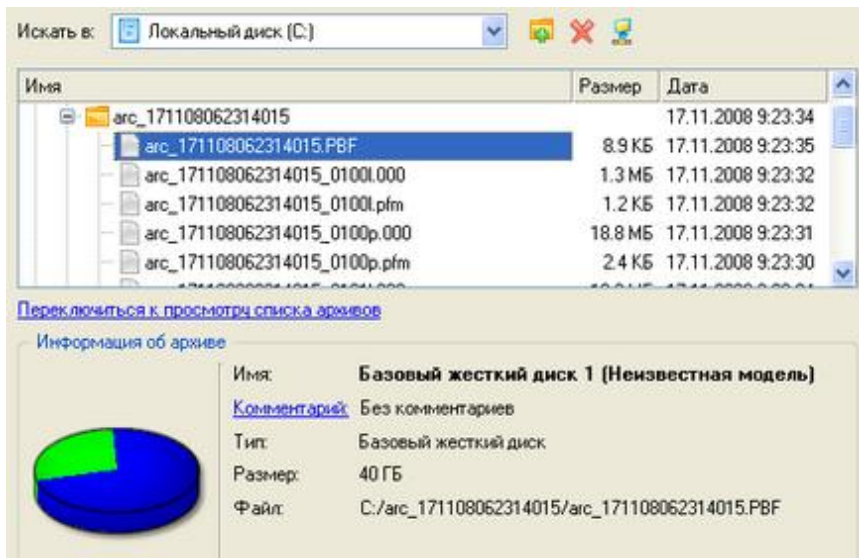 Искать в: Локальный диск (C:)
Имя Размер Дата
arc_171108062314015 17.11.2008 9:23:34
arc_171108062314015.PBF 8.9 КБ 17.11.2008 9:23:35
arc_171108062314015_0100l.000 1.3 МБ 17.11.2008 9:23:32
arc_171108062314015_0100l.pfm 1.2 КБ 17.11.2008 9:23:32
arc_171108062314015_0100p.000 18.8 МБ 17.11.2008 9:23:31
arc_171108062314015_0100p.pfm 2.4 КБ 17.11.2008 9:23:30
Переключиться к просмотру списка архивов
Информация об архиве
Имя: Базовый жесткий диск 1 (Неизвестная модель)
Комментарий: Без комментариев
Тип: Базовый жесткий диск
Размер: 40 ГБ
Файл: C:/arc_171108062314015/arc_171108062314015.PBF